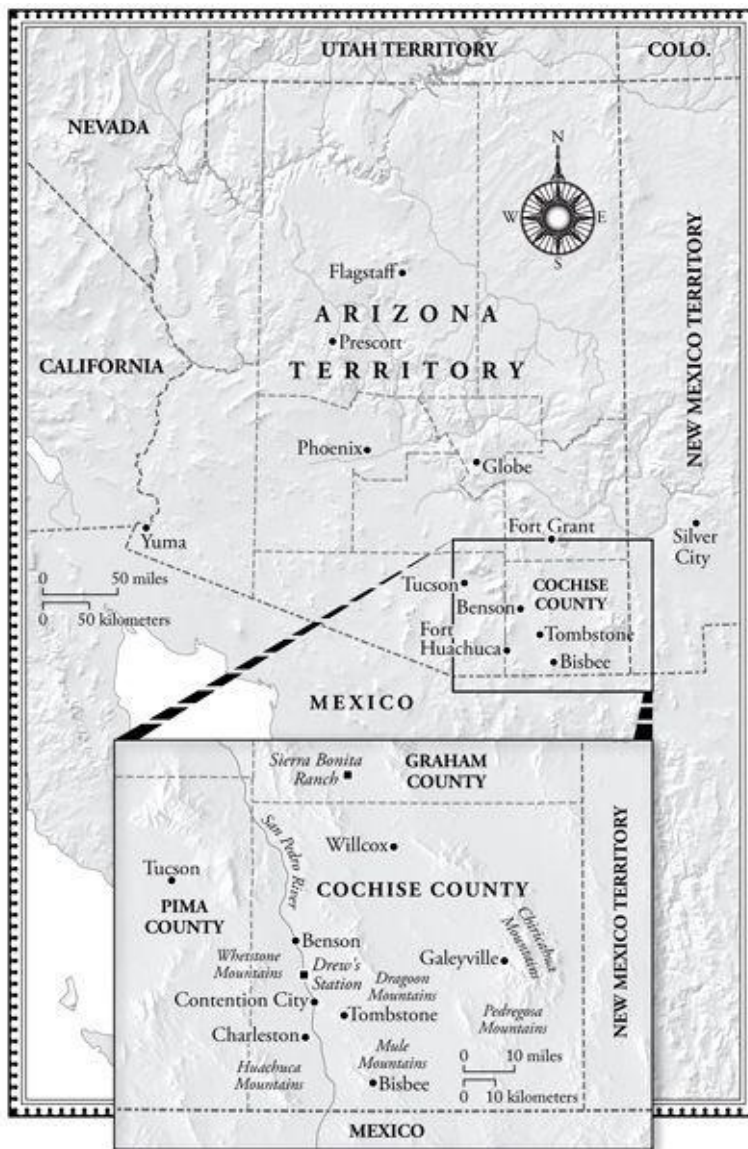 UTAH TERRITORY
COLO.
NEVADA
N
W
E
S
Flagstaff
ARIZONA
Prescott
CALIFORNIA
TERRITORY
NEW MEXICO TERRITORY
Phoenix
Globe
Fort Grant
Yuma
Silver
City
0 50 miles
0 50 kilometers
Tucson
COCHISE
COUNTY
Benson
Fort
Huachuca
Tombstone
Bisbee
MEXICO
Sierra Bonita
Ranch
GRAHAM
COUNTY
San Pedro River
Willcox
Tucson
COCHISE COUNTY
PIMA
COUNTY
Chiricahua
Mountains
NEW MEXICO TERRITORY
Benson
Galeyville
Whetstone
Mountains
Drew's
Station
Dragoon
Mountains
Contention City
Tombstone
Pedregosa
Mountains
Charleston
Mule
Mountains
0 10 miles
0 10 kilometers
Huachuca
Mountains
Bisbee
MEXICO